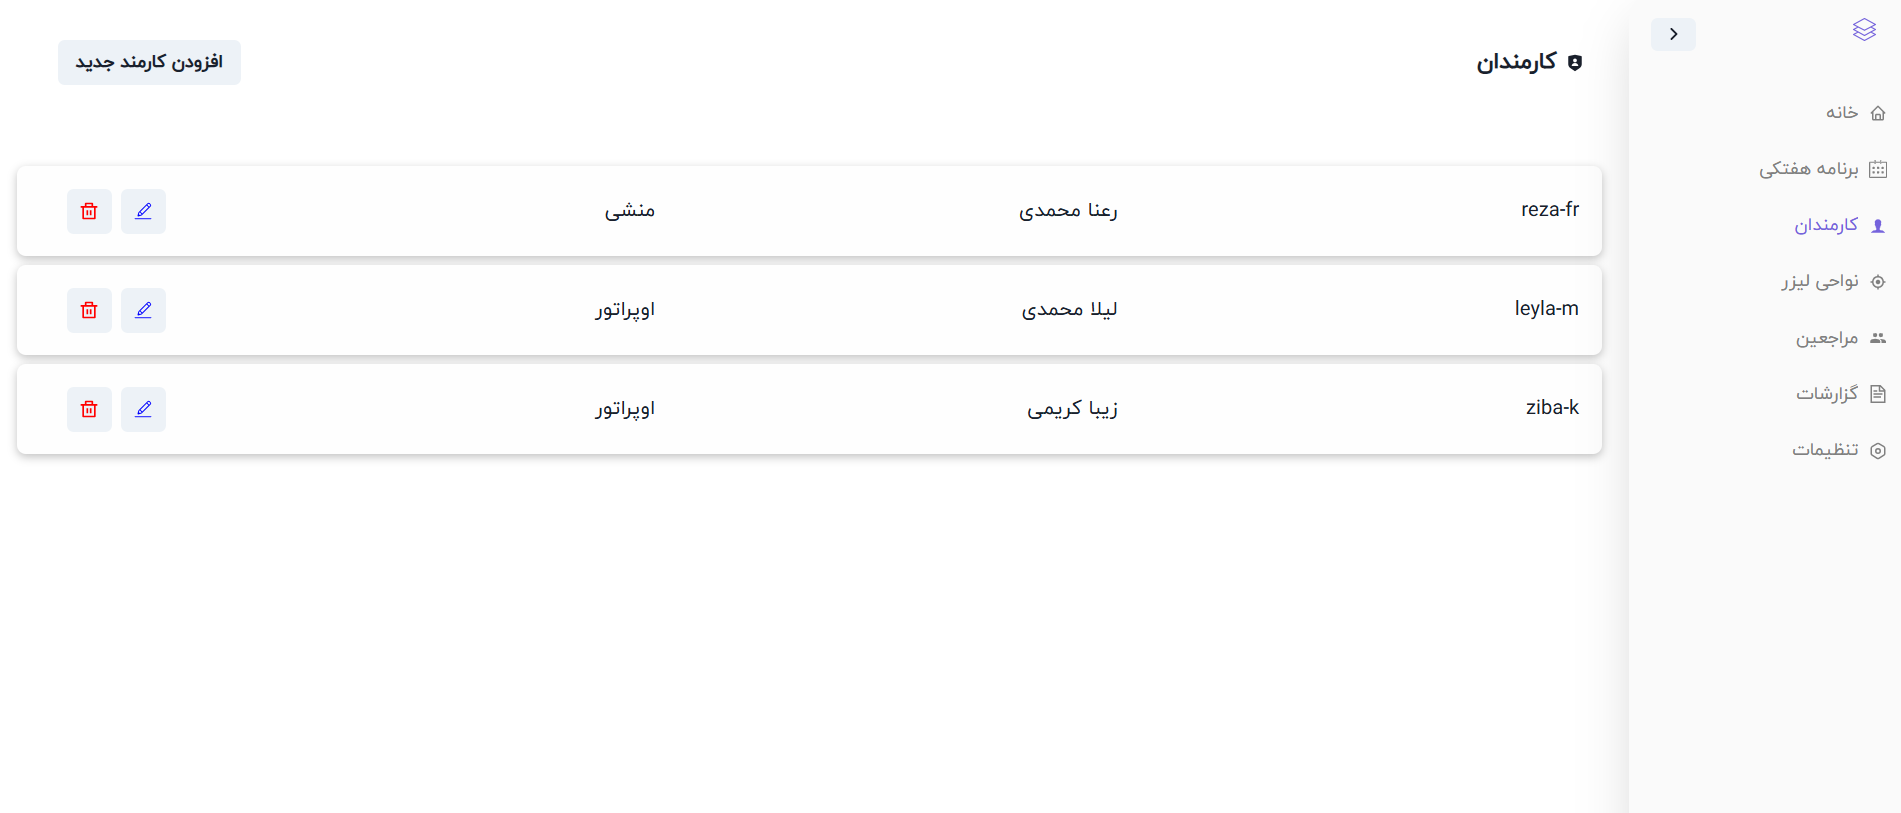 خانه
برنامه هفتکی
کارمندان
نواحی لیزر
مراجعین
گزارشات
تنظیمات
کارمندان
افزودن کارمند جدید
reza-fr رعنا محمدی منشی
leyla-m لیلا محمدی اوپراتور
ziba-k زیبا کریمی اوپراتور